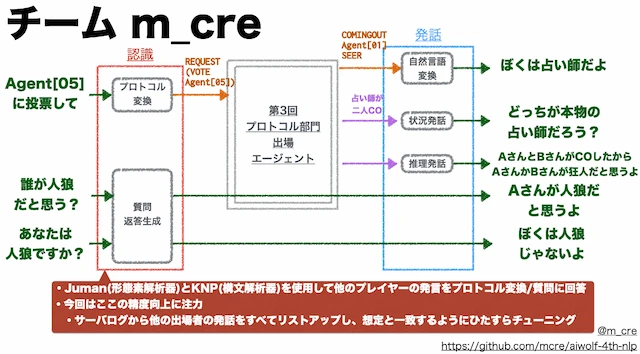 チーム m_cre
認識
発話
Agent[05]
に投票して
プロトコル
変換
REQUEST
(VOTE
Agent[05])
第3回
プロトコル部門
出場
エージェント
COMINGOUT
Agent[01]
SEER
自然言語
変換
ぼくは占い師だよ
占い師が
二人CO
状況発話
どっちが本物の
占い師だろう？
推理発話
AさんとBさんがCOしたから
AさんかBさんが狂人だと思うよ
誰が人狼
だと思う？
質問
返答生成
Aさんが人狼だ
と思うよ
あなたは
人狼ですか？
ぼくは人狼
じゃないよ
・Juman(形態素解析器)とKNP(構文解析器)を使用して他のプレイヤーの発言をプロトコル変換/質問に回答
・今回はここの精度向上に注力
・サーバログから他の出場者の発話をすべてリストアップし、想定と一致するようにひたすらチューニング
@m_cre
https://github.com/mcre/aiwolf-4th-nlp